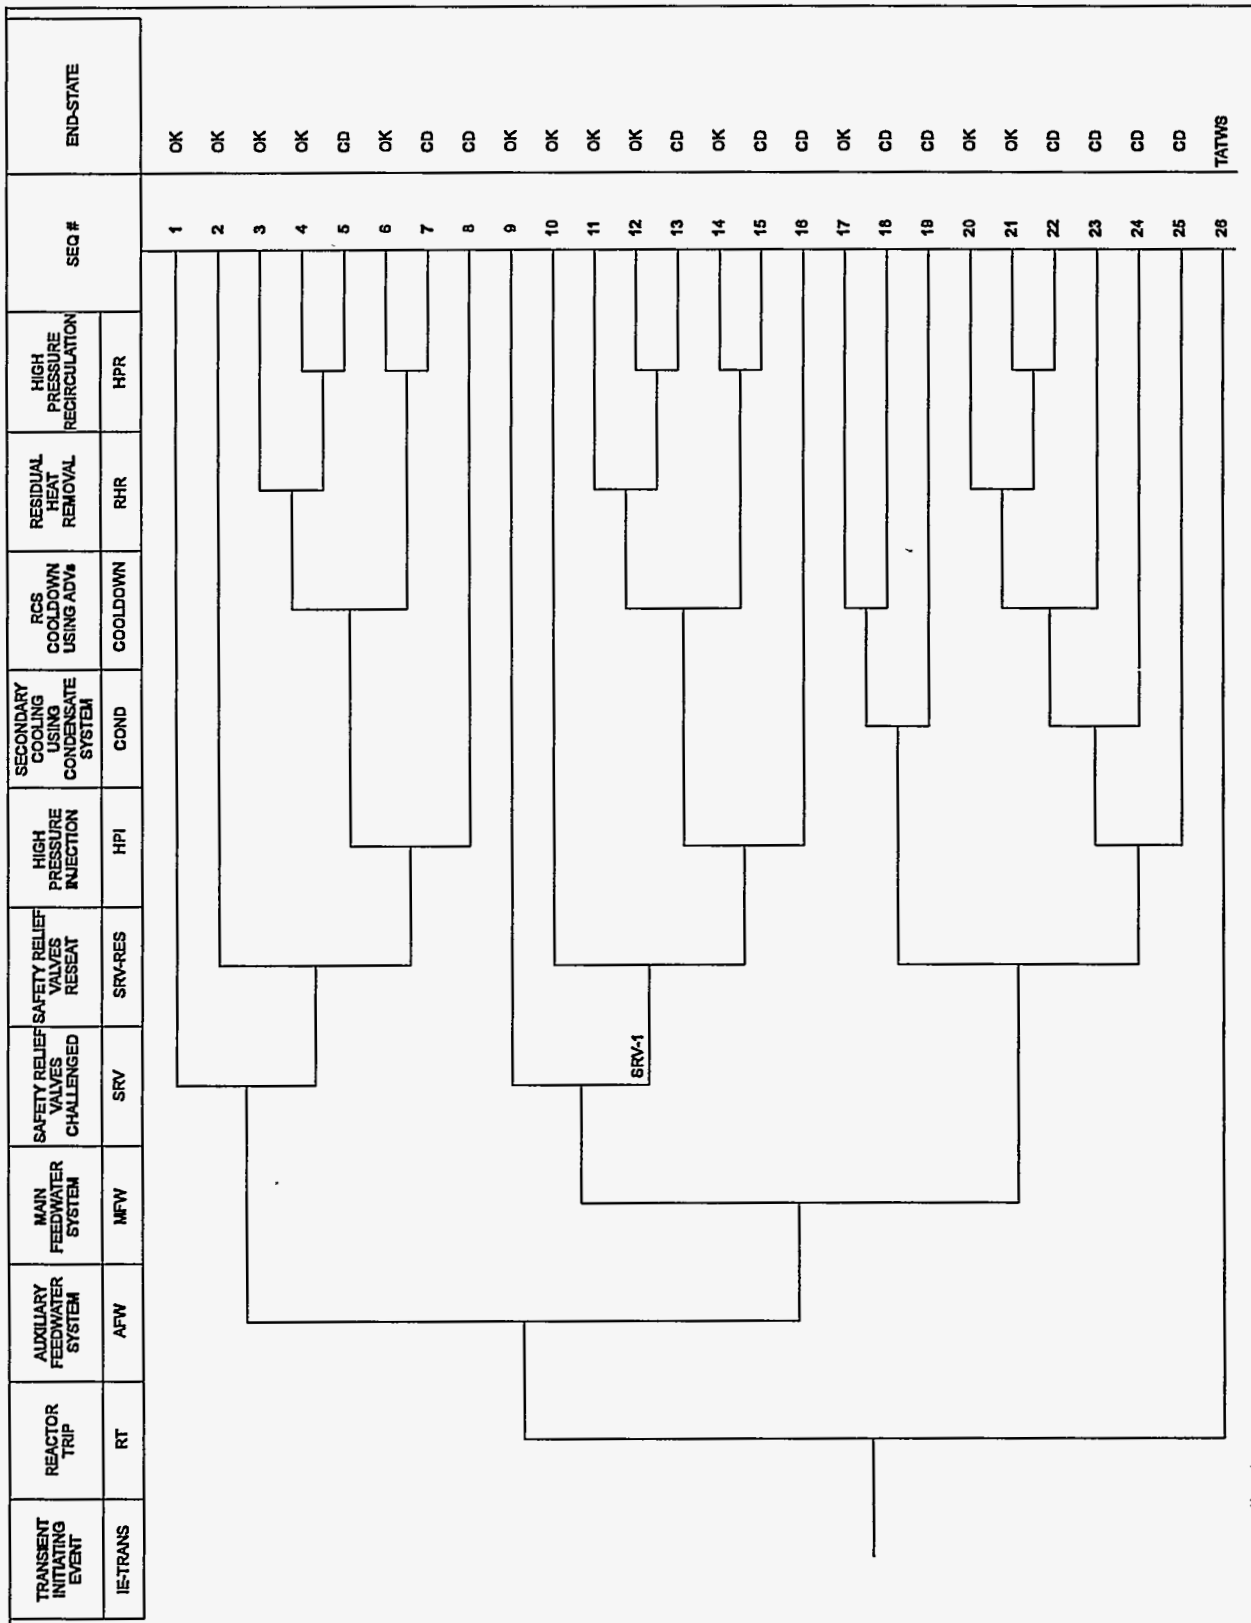 TRANSIENT
INITIATING
EVENT
REACTOR
TRIP
AUXILIARY
FEEDWATER
SYSTEM
MAIN
FEEDWATER
SYSTEM
SAFETY RELIEF
VALVES
CHALLENGED
SAFETY RELIEF
VALVES
RESEAT
HIGH
PRESSURE
INJECTION
SECONDARY
COOLING
USING
CONDENSATE
SYSTEM
RCS
COOLDOWN
USING ADVs
RESIDUAL
HEAT
REMOVAL
HIGH
PRESSURE
RECIRCULATION
SEQ #
END-STATE
IE-TRANS
RT
AFW
MFW
SRV
SRV-RES
HPI
COND
COOLDOWN
RHR
HPR
1 OK
2 OK
3 OK
4 OK
5 CD
6 OK
7 CD
8 CD
9 OK
10 OK
11 OK
12 OK
SRV-1
13 CD
14 OK
15 CD
16 CD
17 OK
18 CD
19 CD
20 OK
21 OK
22 CD
23 CD
24 CD
25 CD
26 TATWS